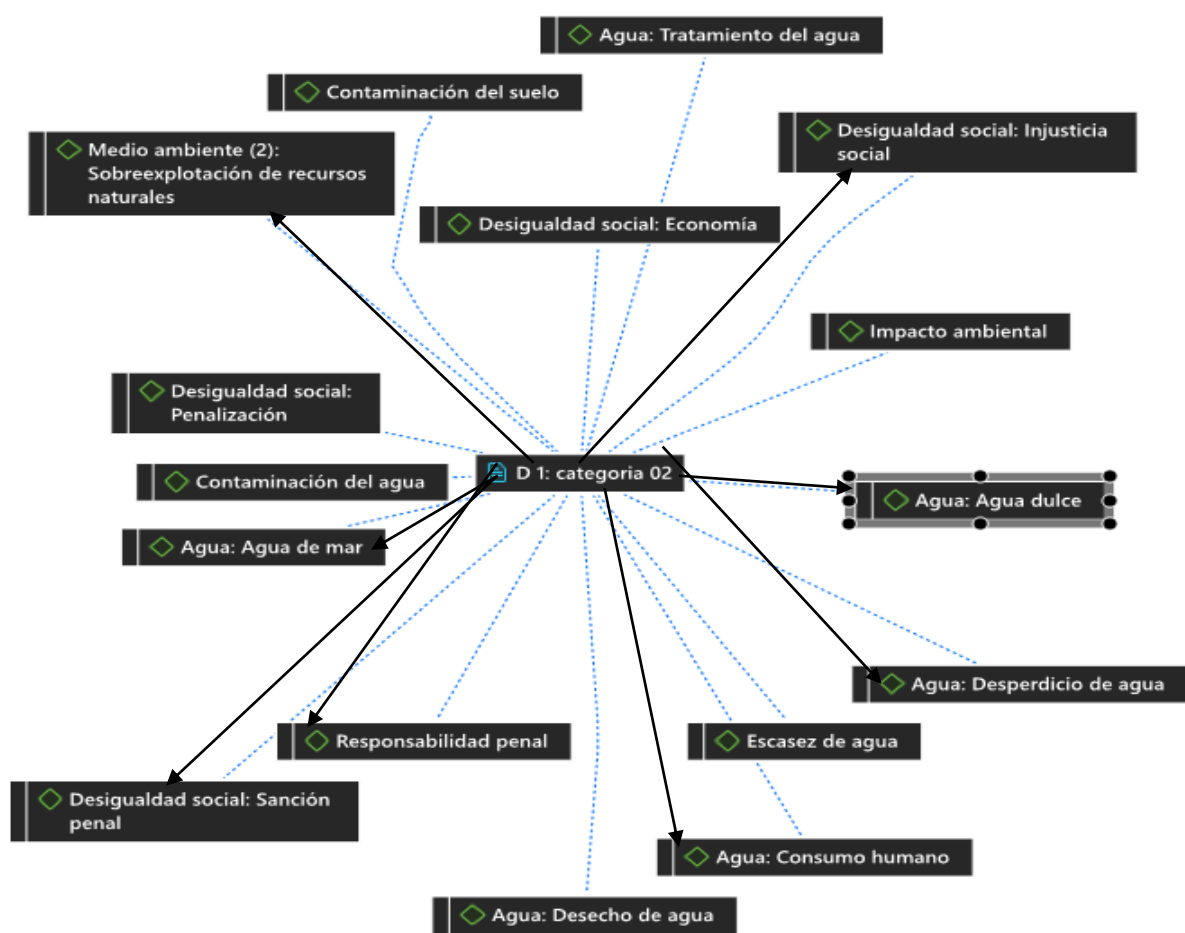 Agua: Tratamiento del agua
Contaminación del suelo
Desigualdad social: Injusticia
social
Medio ambiente (2):
Sobreexplotación de recursos
naturales
Desigualdad social: Economía
Impacto ambiental
Desigualdad social:
Penalización
D 1: categoria 02
Contaminación del agua
Agua: Agua dulce
Agua: Agua de mar
Agua: Desperdicio de agua
Responsabilidad penal
Escasez de agua
Desigualdad social: Sanción
penal
Agua: Consumo humano
Agua: Desecho de agua